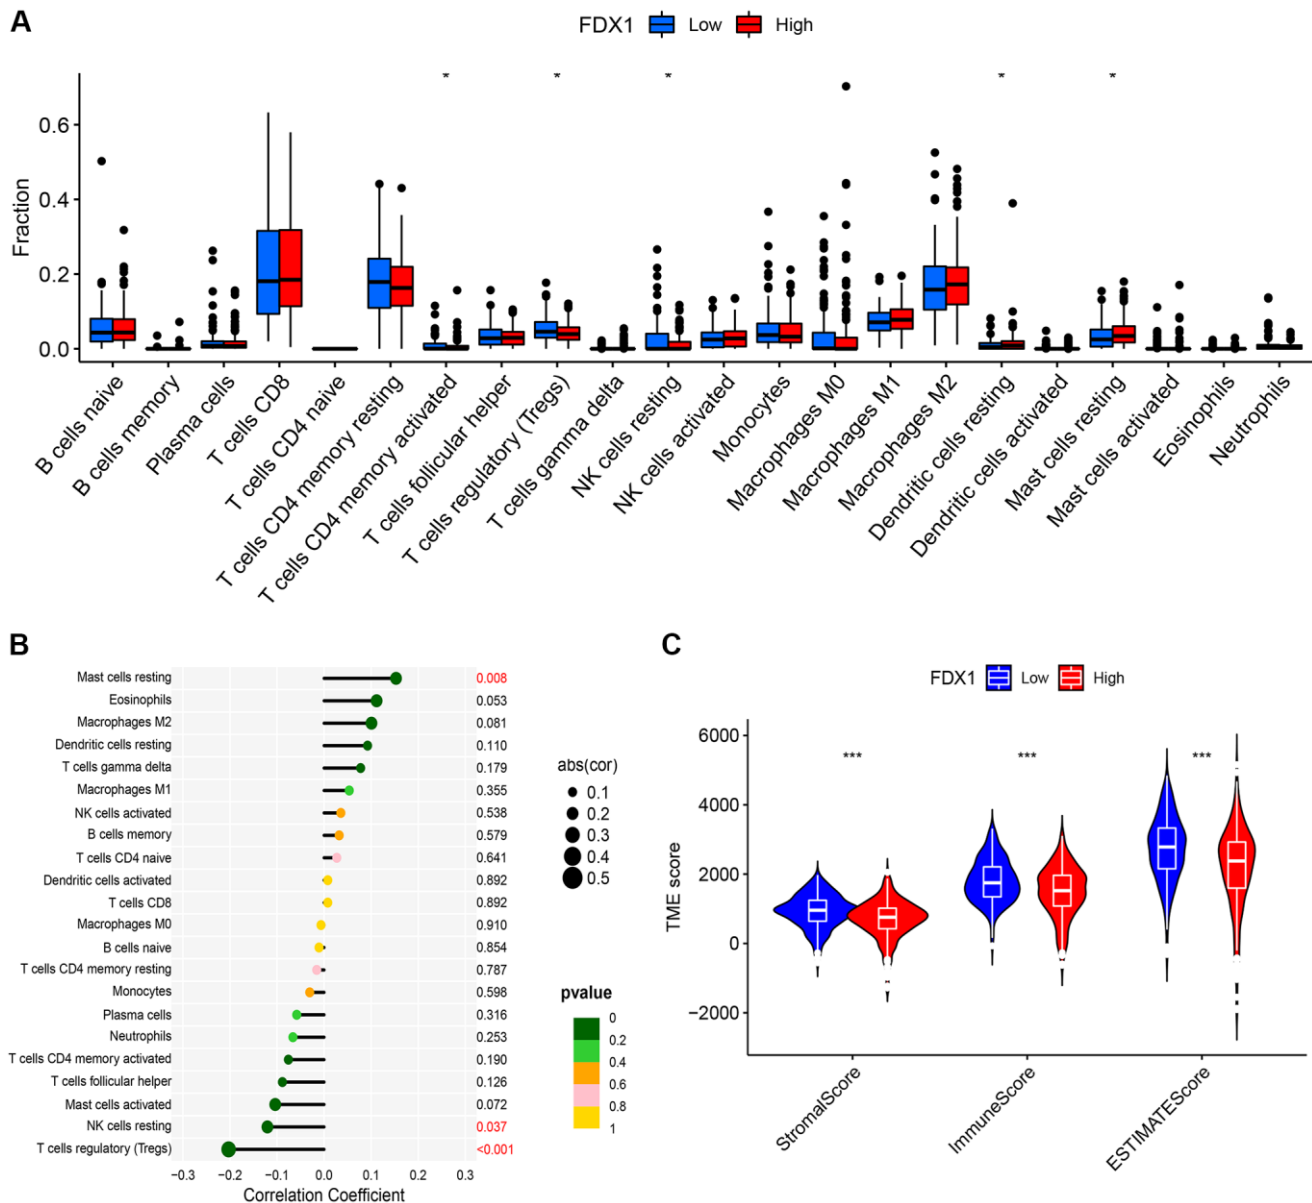 A
FDX1 Low High
* * * * *
Fraction
0.6
0.4
0.2
0.0
B cells naive
B cells memory
Plasma cells
T cells CD8
T cells CD4 naive
T cells CD4 memory resting
T cells CD4 memory activated
T cells follicular helper
T cells regulatory (Tregs)
T cells gamma delta
NK cells resting
NK cells activated
Monocytes
Macrophages M0
Macrophages M1
Macrophages M2
Dendritic cells resting
Dendritic cells activated
Mast cells resting
Mast cells activated
Eosinophils
Neutrophils
B
Mast cells resting 0.008
Eosinophils 0.053
Macrophages M2 0.081
Dendritic cells resting 0.110
T cells gamma delta 0.179
Macrophages M1 0.355
NK cells activated 0.538
B cells memory 0.579
T cells CD4 naive 0.641
Dendritic cells activated 0.892
T cells CD8 0.892
Macrophages M0 0.910
B cells naive 0.854
T cells CD4 memory resting 0.787
Monocytes 0.598
Plasma cells 0.316
Neutrophils 0.253
T cells CD4 memory activated 0.190
T cells follicular helper 0.126
Mast cells activated 0.072
NK cells resting 0.037
T cells regulatory (Tregs) <0.001
−0.3 −0.2 −0.1 0.0 0.1 0.2 0.3
Correlation Coefficient
abs(cor)
0.1
0.2
0.3
0.4
0.5
pvalue
0
0.2
0.4
0.6
0.8
1
C
FDX1 Low High
*** *** ***
TME score
6000
4000
2000
0
−2000
StromalScore
ImmuneScore
ESTIMATEScore